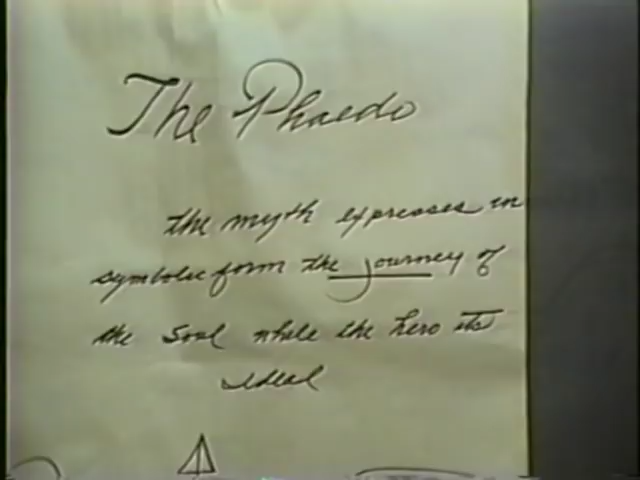 The Phaedo
the myth expresses in
symbolic form the journey of
the Soul while the hero its
ideal